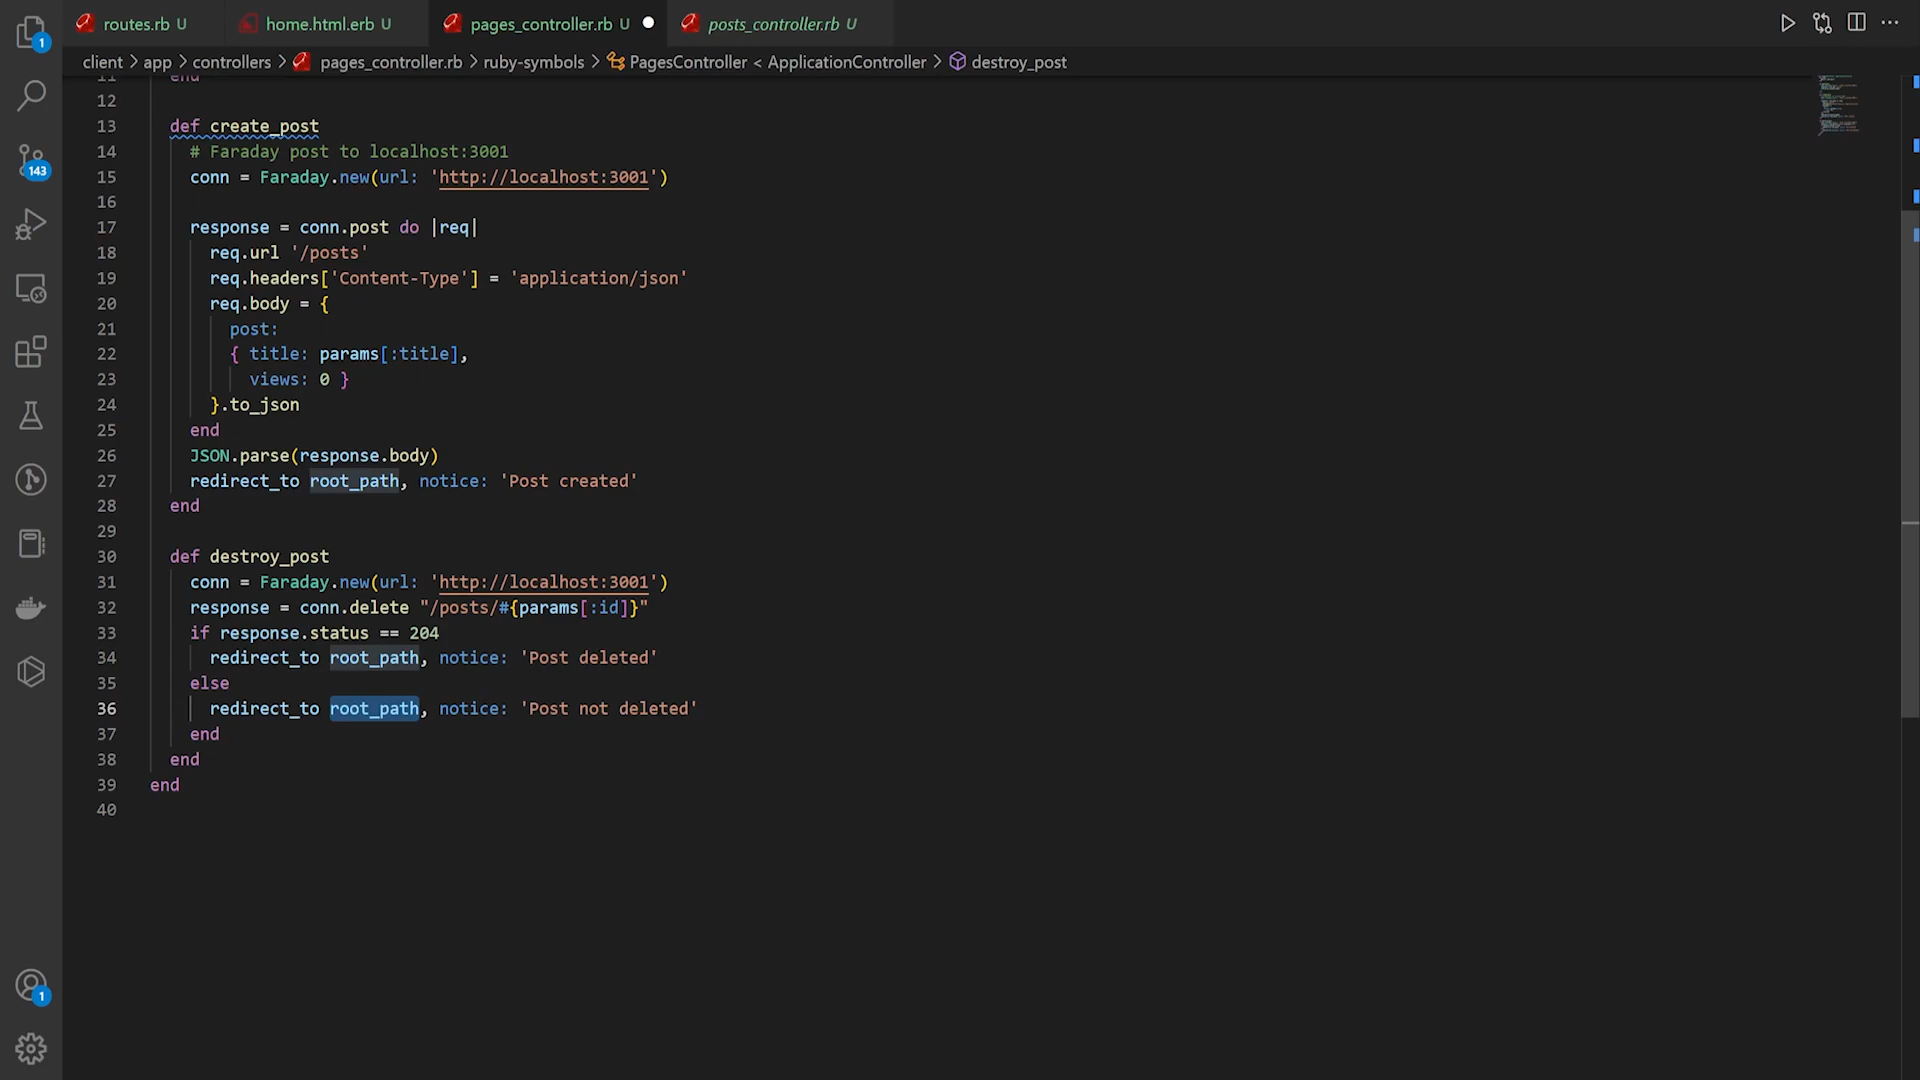 routes.rb U
home.html.erb U
pages_controller.rb U
posts_controller.rb U
client > app > controllers > pages_controller.rb > ruby-symbols > PagesController < ApplicationController > destroy_post
1
143
1
11 end
12
13 def create_post
14 # Faraday post to localhost:3001
15 conn = Faraday.new(url: 'http://localhost:3001')
16
17 response = conn.post do |req|
18 req.url '/posts'
19 req.headers['Content-Type'] = 'application/json'
20 req.body = {
21 post:
22 { title: params[:title],
23 views: 0 }
24 }.to_json
25 end
26 JSON.parse(response.body)
27 redirect_to root_path, notice: 'Post created'
28 end
29
30 def destroy_post
31 conn = Faraday.new(url: 'http://localhost:3001')
32 response = conn.delete "/posts/#{params[:id]}"
33 if response.status == 204
34 redirect_to root_path, notice: 'Post deleted'
35 else
36 redirect_to root_path, notice: 'Post not deleted'
37 end
38 end
39 end
40